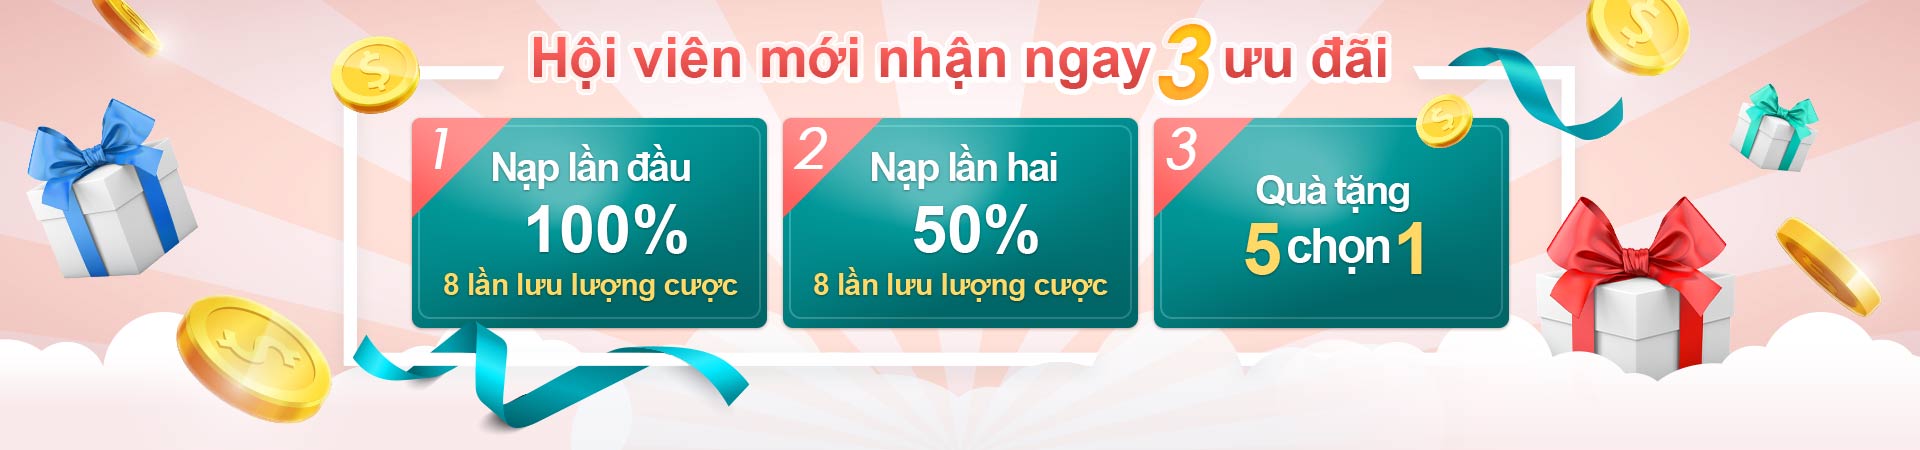 Hội viên mới nhận ngay 3 ưu đãi
1
Nạp lần đầu
100%
8 lần lưu lượng cược
2
Nạp lần hai
50%
8 lần lưu lượng cược
3
Quà tặng
5 chọn 1